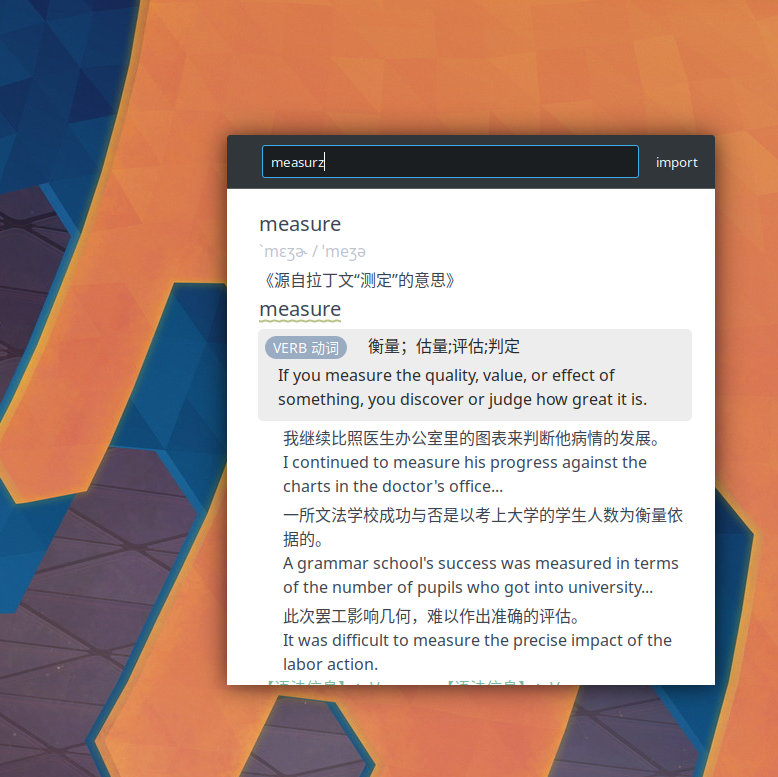 measurz
import
measure
`mɛʒɚ / ˈmeʒə
《源自拉丁文“测定”的意思》
measure
VERB 动词 衡量；估量;评估;判定
If you measure the quality, value, or effect of
something, you discover or judge how great it is.
我继续比照医生办公室里的图表来判断他病情的发展。
I continued to measure his progress against the
charts in the doctor's office...
一所文法学校成功与否是以考上大学的学生人数为衡量依
据的。
A grammar school's success was measured in terms
of the number of pupils who got into university...
此次罢工影响几何，难以作出准确的评估。
It was difficult to measure the precise impact of the
labor action.